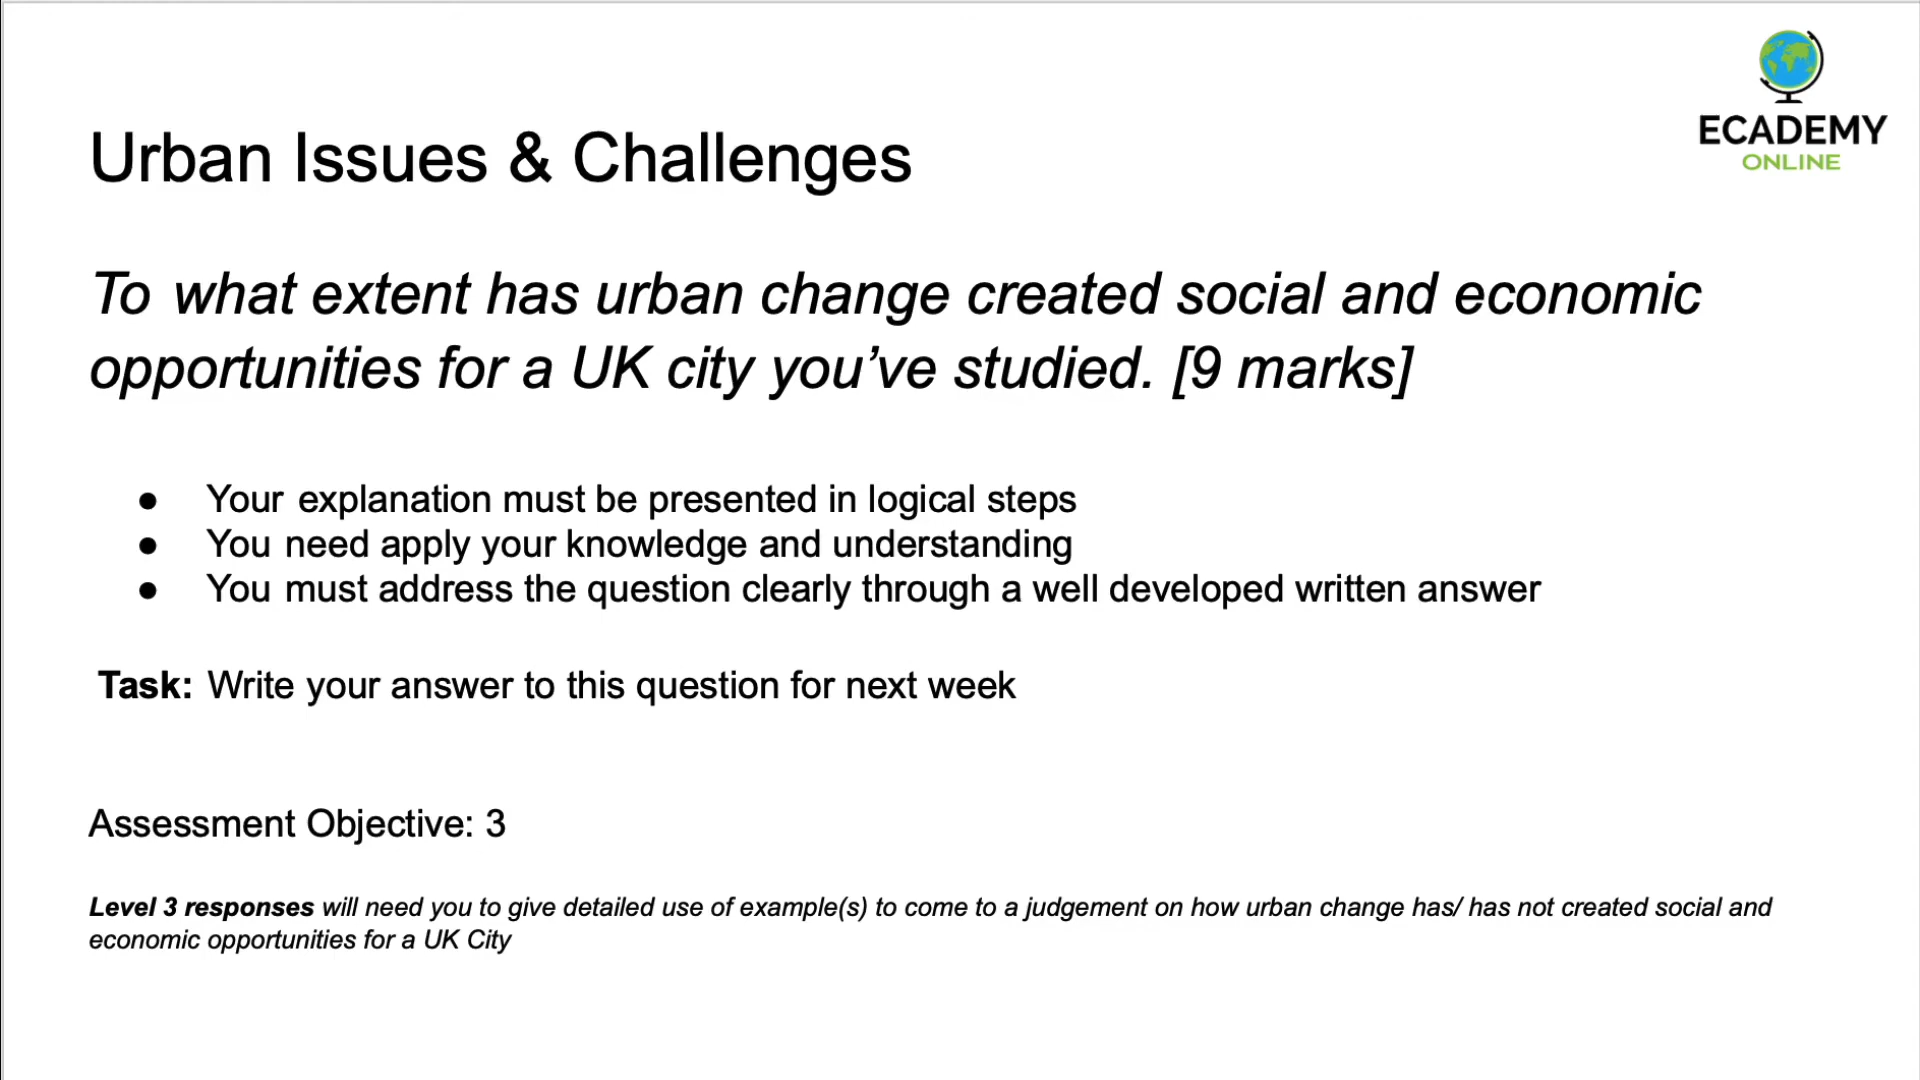 ECADEMY
ONLINE
Urban Issues & Challenges
To what extent has urban change created social and economic
opportunities for a UK city you’ve studied. [9 marks]
● Your explanation must be presented in logical steps
● You need apply your knowledge and understanding
● You must address the question clearly through a well developed written answer
Task: Write your answer to this question for next week
Assessment Objective: 3
Level 3 responses will need you to give detailed use of example(s) to come to a judgement on how urban change has/ has not created social and
economic opportunities for a UK City